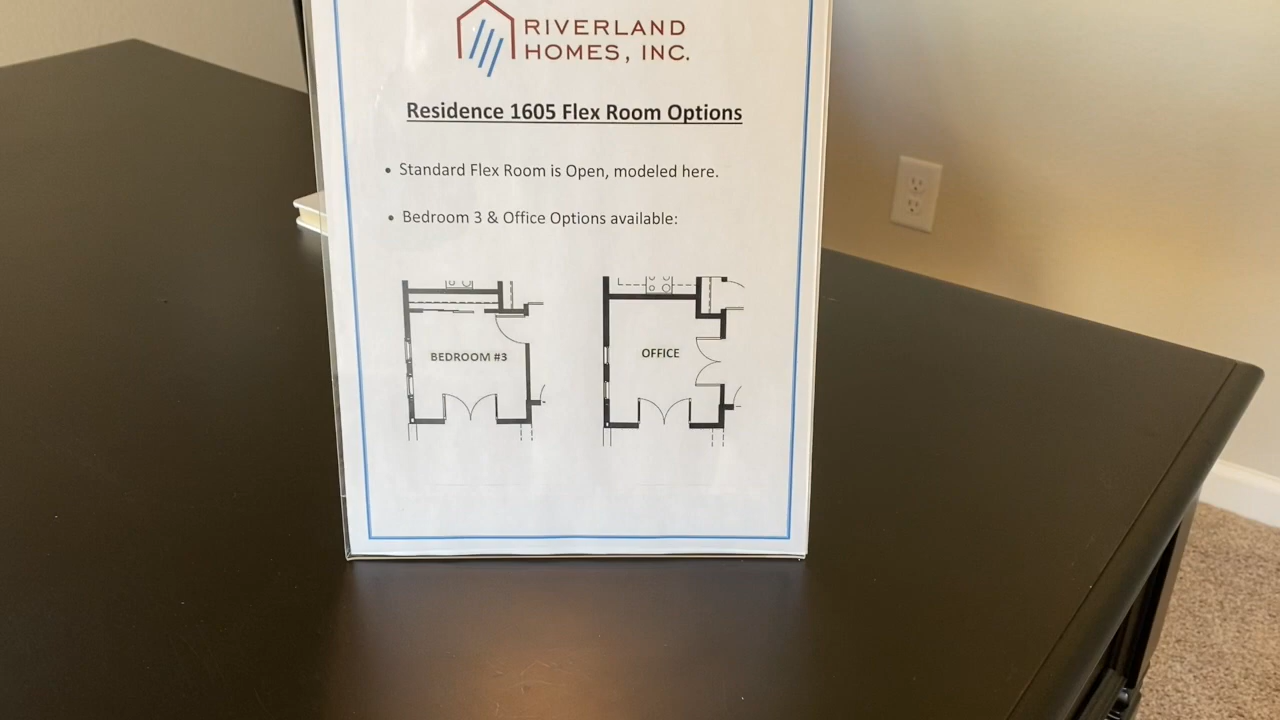 RIVERLAND
HOMES, INC.
Residence 1605 Flex Room Options
• Standard Flex Room is Open, modeled here.
• Bedroom 3 & Office Options available:
BEDROOM #3
OFFICE